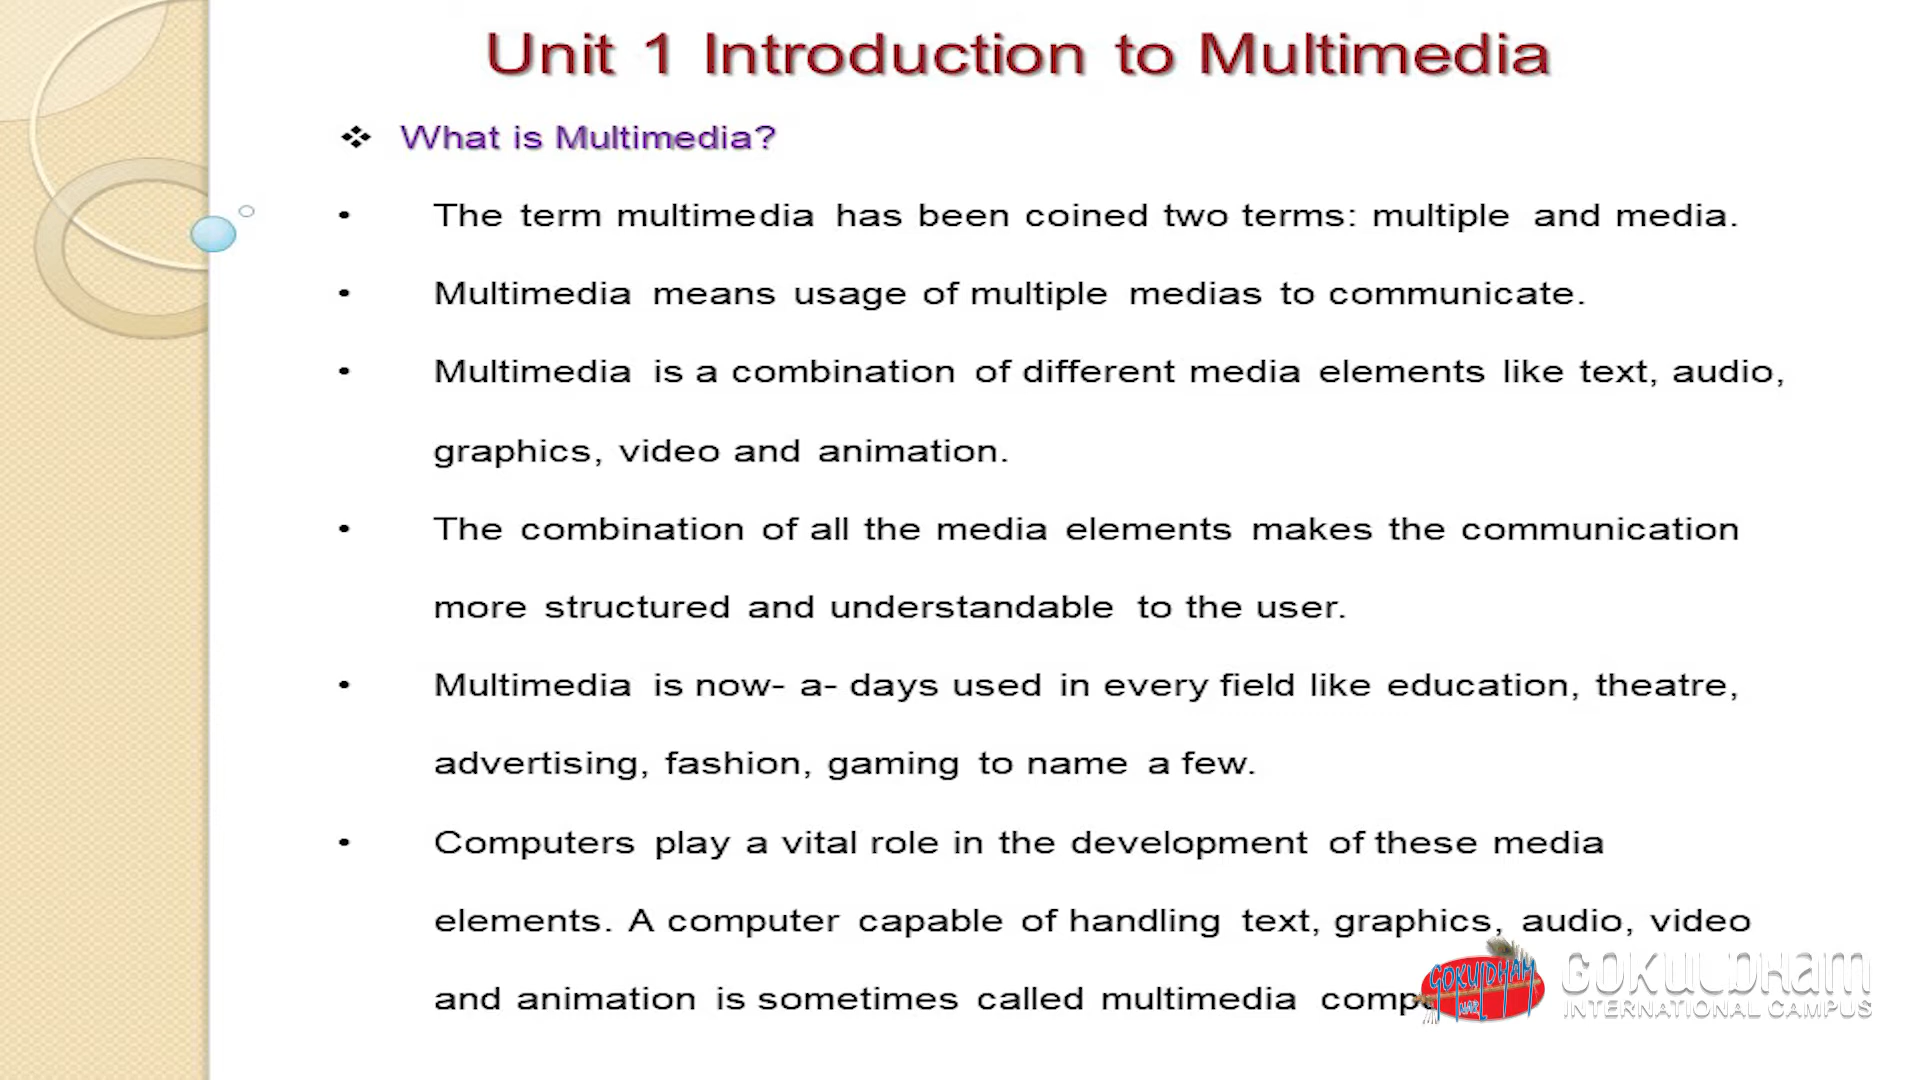 Unit 1 Introduction to Multimedia
What is Multimedia?
The term multimedia has been coined two terms: multiple and media.
Multimedia means usage of multiple medias to communicate.
Multimedia is a combination of different media elements like text, audio,
graphics, video and animation.
The combination of all the media elements makes the communication
more structured and understandable to the user.
Multimedia is now- a- days used in every field like education, theatre,
advertising, fashion, gaming to name a few.
Computers play a vital role in the development of these media
elements. A computer capable of handling text, graphics, audio, video
and animation is sometimes called multimedia
GOKULDHAM
NAR
GOKULDHAM
INTERNATIONAL CAMPUS